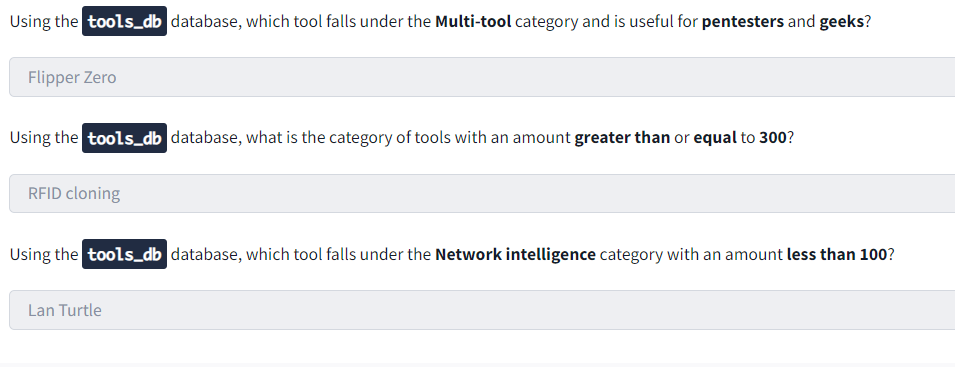 Using the tools_db database, which tool falls under the Multi-tool category and is useful for pentesters and geeks?
Flipper Zero
Using the tools_db database, what is the category of tools with an amount greater than or equal to 300?
RFID cloning
Using the tools_db database, which tool falls under the Network intelligence category with an amount less than 100?
Lan Turtle